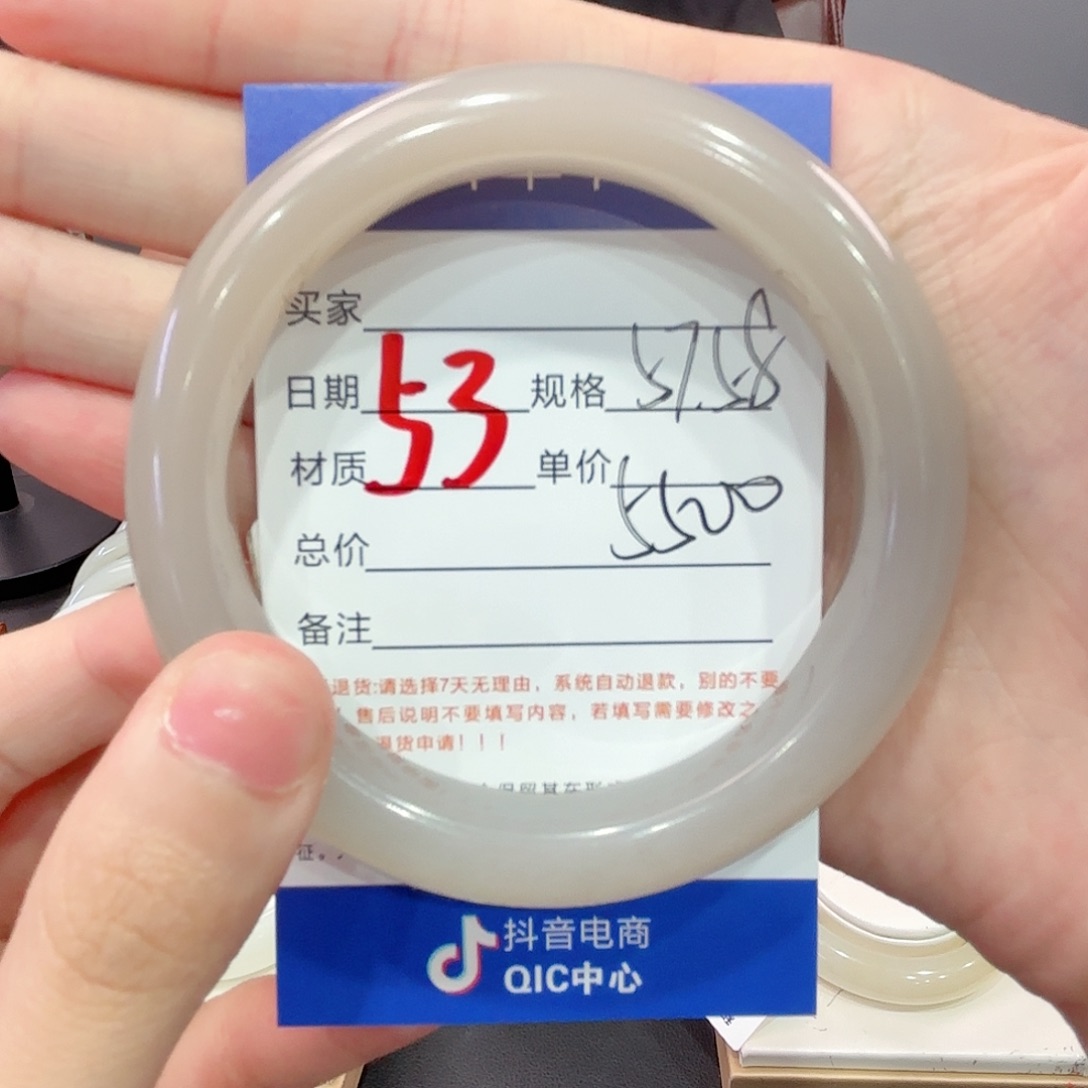 买家
日期 53 规格 57.58
材质 单价 5500
总价
备注
退货:请选择7天无理由，系统自动退款，别的不要
售后说明不要填写内容，若填写需要修改之
退货申请！！！
征。
抖音电商
QIC中心